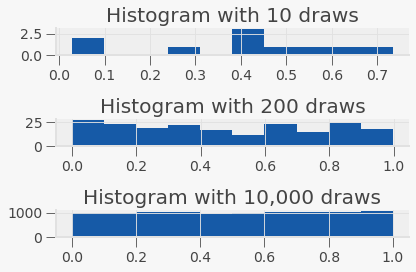 Histogram with 10 draws
2.5
0.0
0.0 0.1 0.2 0.3 0.4 0.5 0.6 0.7
Histogram with 200 draws
25
0
0.0 0.2 0.4 0.6 0.8 1.0
Histogram with 10,000 draws
1000
0
0.0 0.2 0.4 0.6 0.8 1.0